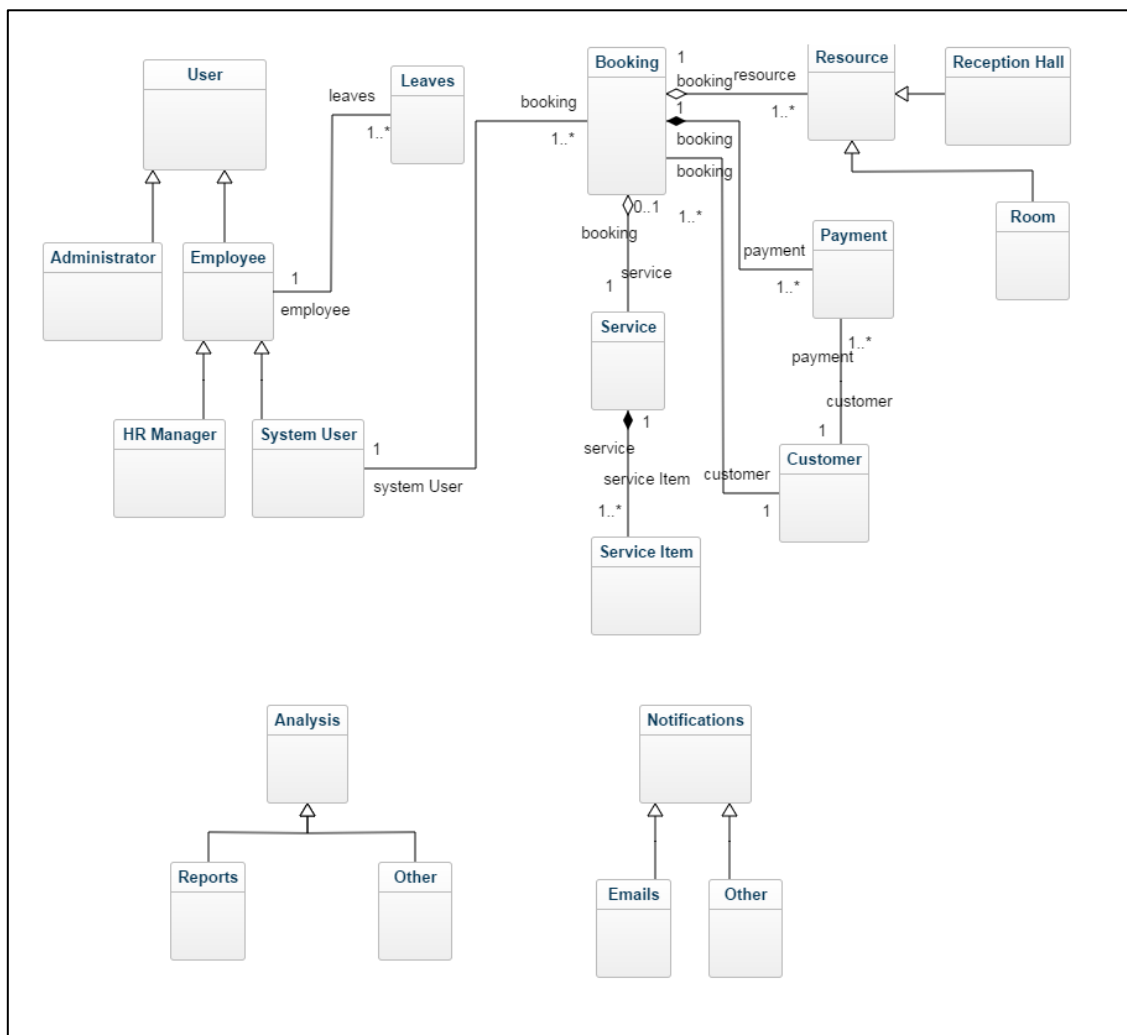 User
Leaves
Booking
1
Resource
Reception Hall
leaves
1..*
booking
1..*
booking
resource
1..*
1
booking
booking
1..*
0..1
booking
Administrator
Employee
1
employee
service
1
payment
1..*
Payment
Room
Service
1..*
payment
customer
1
HR Manager
System User
1
system User
1
service
service Item
1..*
customer
1
Customer
Service Item
Analysis
Notifications
Reports
Other
Emails
Other